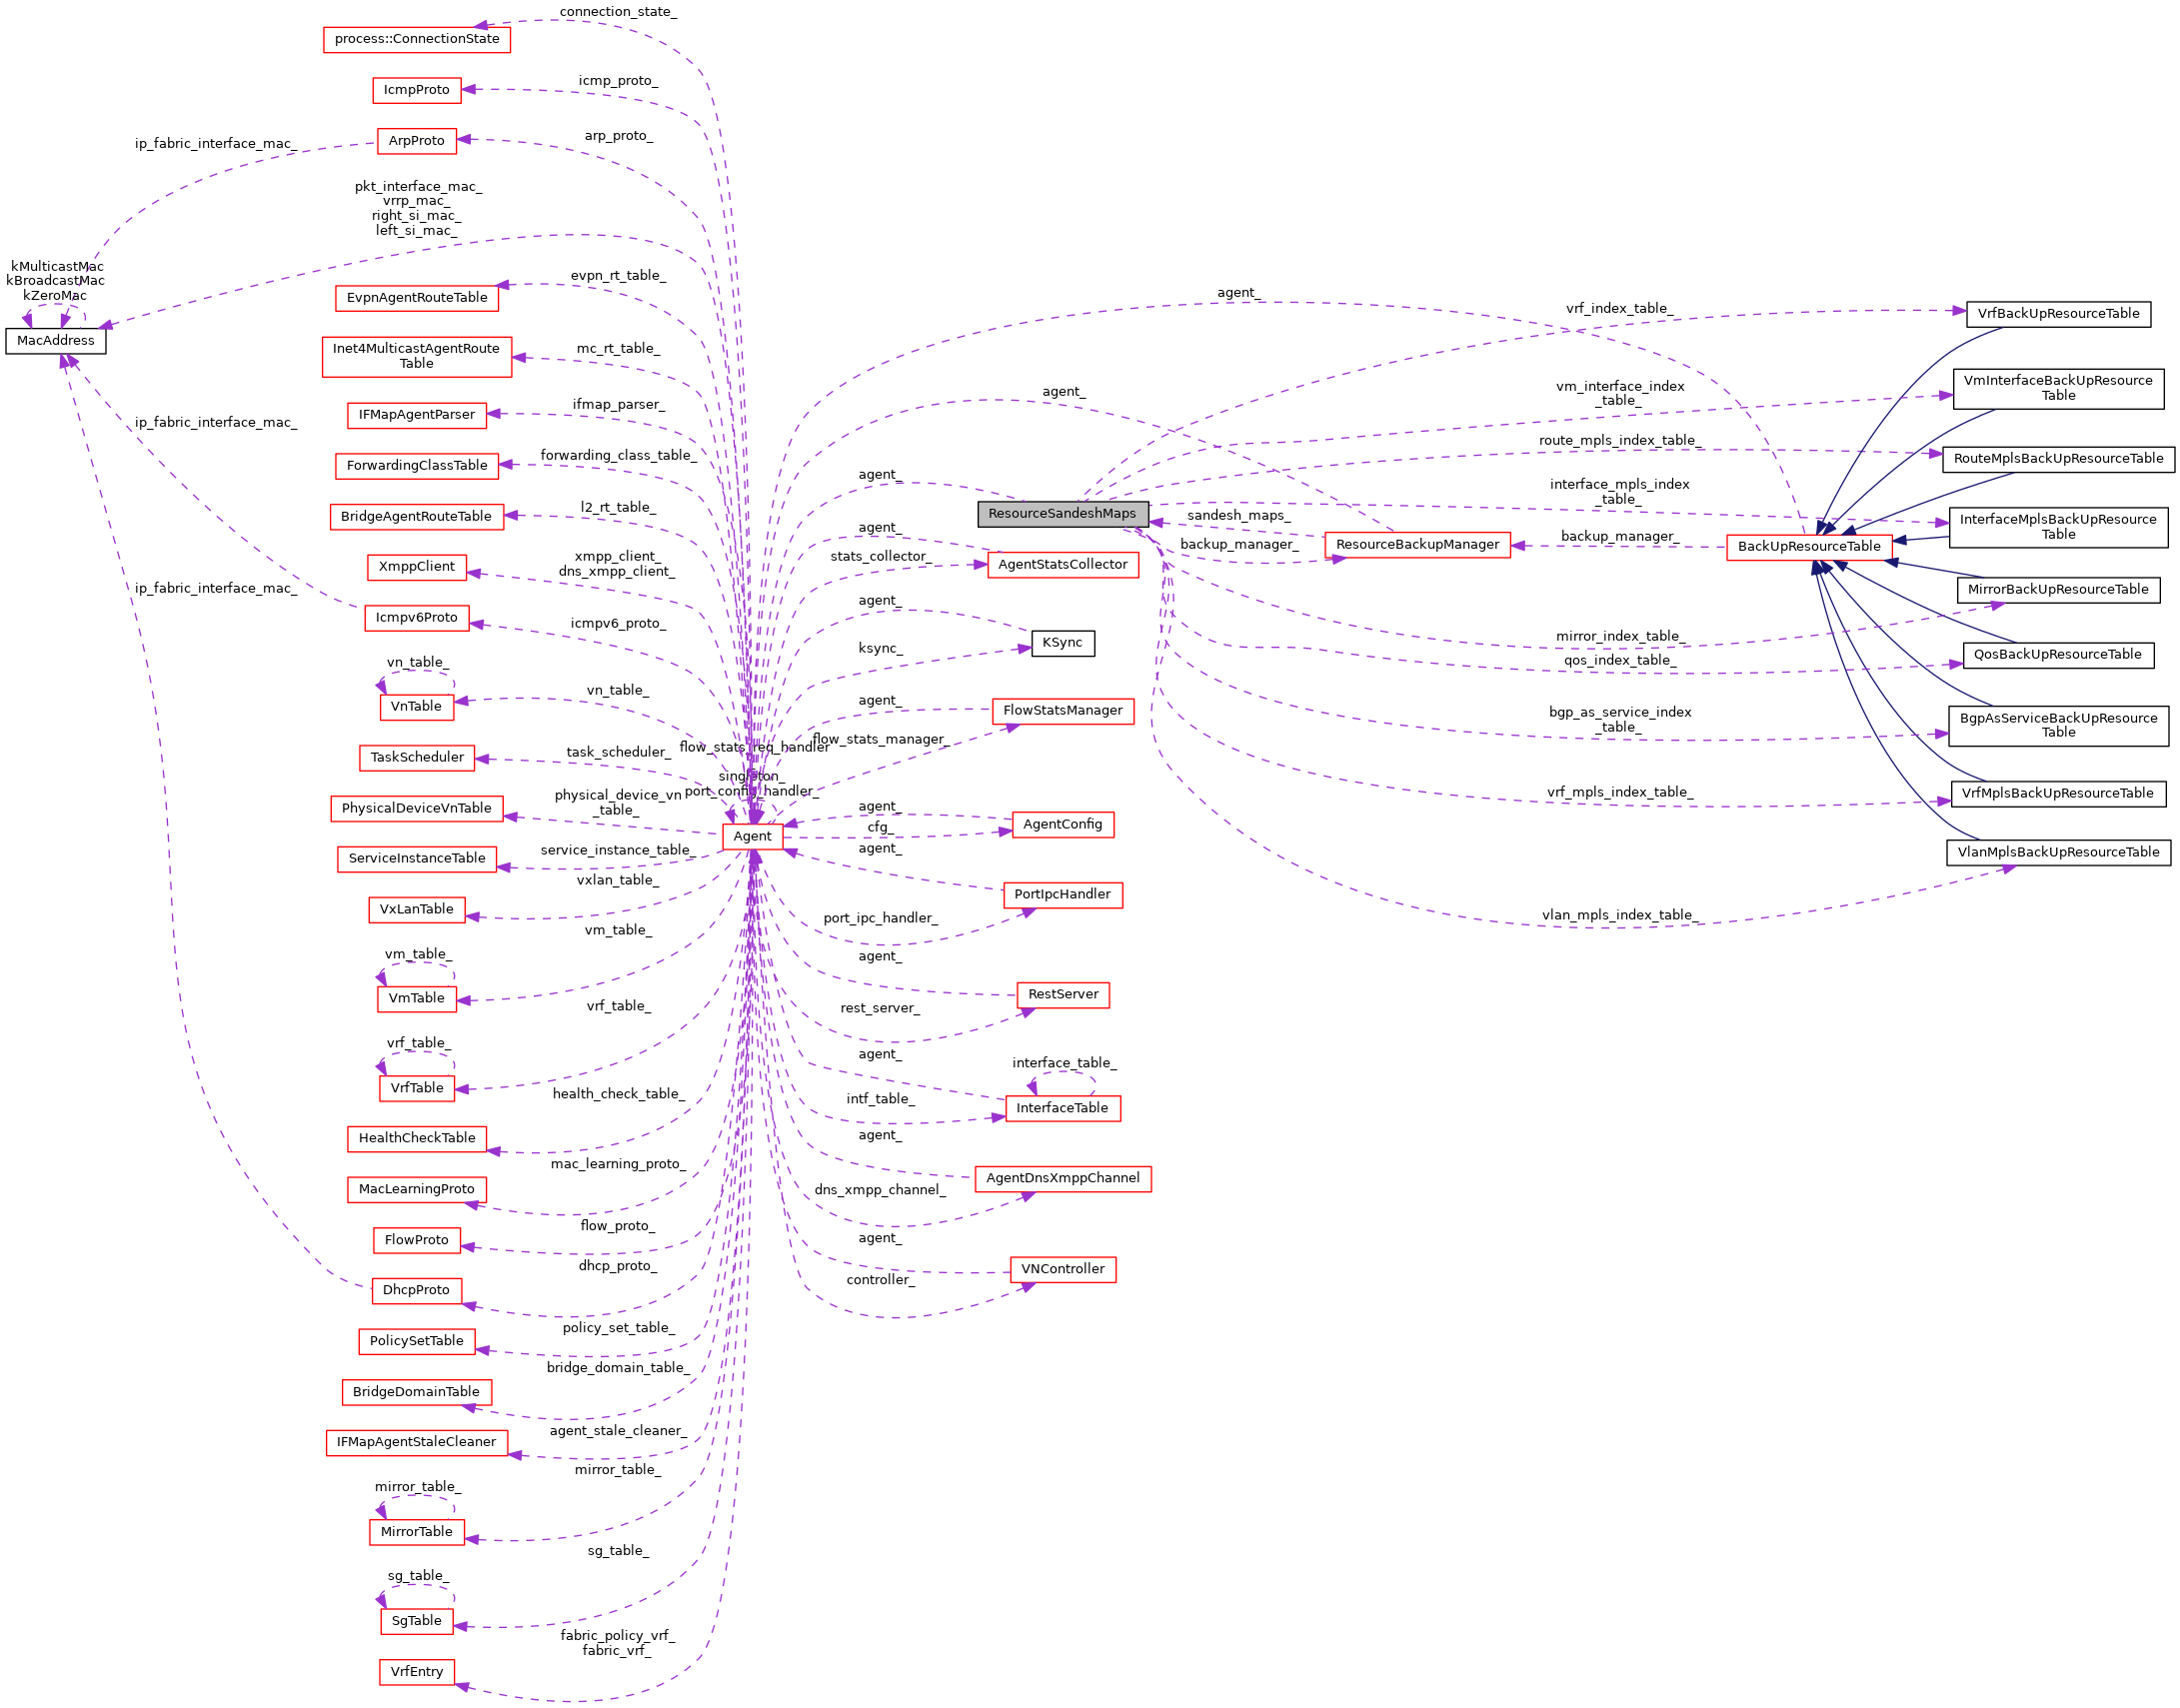 connection_state_
process::ConnectionState
icmp_proto_
IcmpProto
arp_proto_
ArpProto
ip_fabric_interface_mac_
pkt_interface_mac_
vrrp_mac_
right_si_mac_
left_si_mac_
kMulticastMac
kBroadcastMac
kZeroMac
MacAddress
evpn_rt_table_
EvpnAgentRouteTable
mc_rt_table_
Inet4MulticastAgentRoute
Table
ifmap_parser_
IFMapAgentParser
ip_fabric_interface_mac_
forwarding_class_table_
ForwardingClassTable
l2_rt_table_
BridgeAgentRouteTable
xmpp_client_
dns_xmpp_client_
XmppClient
ip_fabric_interface_mac_
icmpv6_proto_
Icmpv6Proto
vn_table_
VnTable
vn_table_
task_scheduler_
TaskScheduler
flow_stats_req_handler_
singleton_
port_config_handler_
physical_device_vn
_table_
PhysicalDeviceVnTable
Agent
service_instance_table_
ServiceInstanceTable
vxlan_table_
VxLanTable
vm_table_
vm_table_
VmTable
vrf_table_
vrf_table_
VrfTable
health_check_table_
HealthCheckTable
mac_learning_proto_
MacLearningProto
flow_proto_
FlowProto
dhcp_proto_
DhcpProto
policy_set_table_
PolicySetTable
bridge_domain_table_
BridgeDomainTable
agent_stale_cleaner_
IFMapAgentStaleCleaner
mirror_table_
mirror_table_
MirrorTable
sg_table_
sg_table_
SgTable
fabric_policy_vrf_
fabric_vrf_
VrfEntry
agent_
agent_
agent_
ResourceSandeshMaps
agent_
stats_collector_
AgentStatsCollector
agent_
ksync_
KSync
agent_
flow_stats_manager_
FlowStatsManager
agent_
cfg_
AgentConfig
agent_
PortIpcHandler
port_ipc_handler_
agent_
RestServer
rest_server_
agent_
interface_table_
intf_table_
InterfaceTable
agent_
AgentDnsXmppChannel
dns_xmpp_channel_
agent_
VNController
controller_
sandesh_maps_
backup_manager_
ResourceBackupManager
backup_manager_
BackUpResourceTable
vrf_index_table_
VrfBackUpResourceTable
vm_interface_index
_table_
VmInterfaceBackUpResource
Table
route_mpls_index_table_
RouteMplsBackUpResourceTable
interface_mpls_index
_table_
InterfaceMplsBackUpResource
Table
MirrorBackUpResourceTable
mirror_index_table_
qos_index_table_
QosBackUpResourceTable
bgp_as_service_index
_table_
BgpAsServiceBackUpResource
Table
vrf_mpls_index_table_
VrfMplsBackUpResourceTable
VlanMplsBackUpResourceTable
vlan_mpls_index_table_